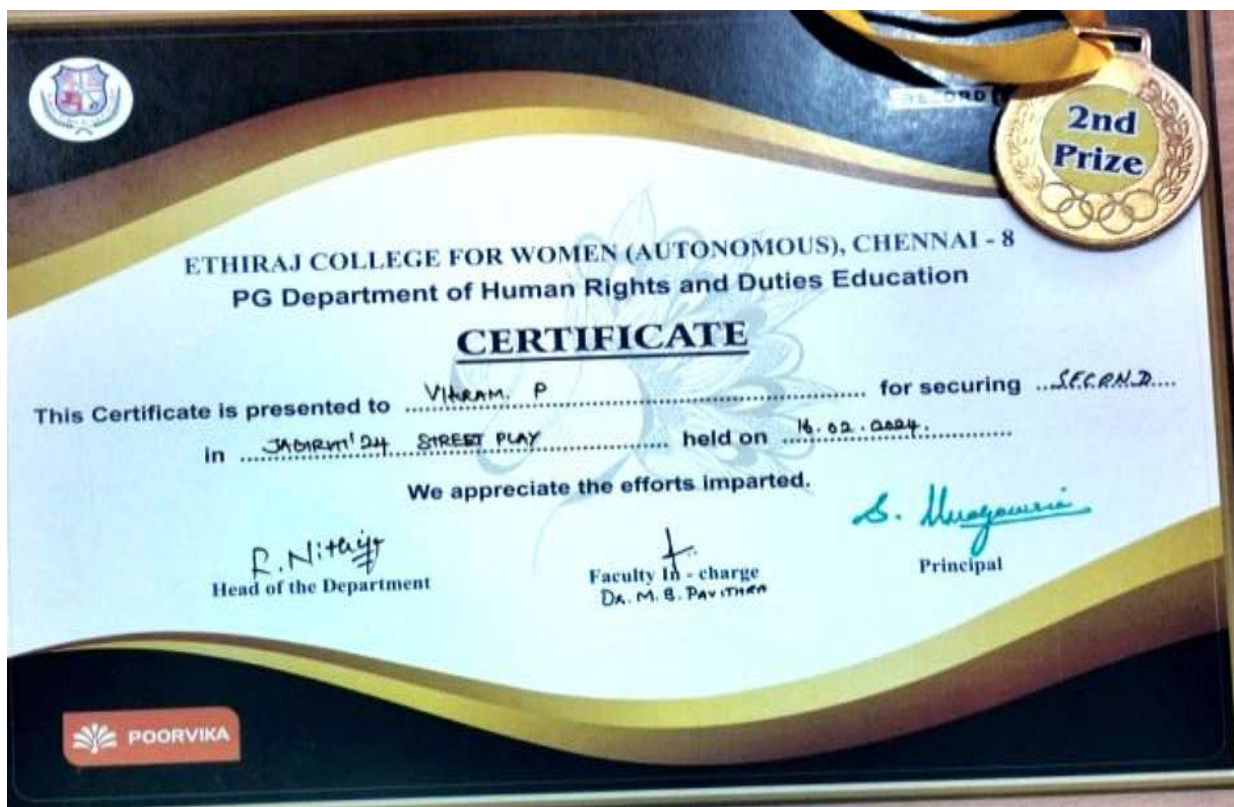 2nd
Prize
ETHIRAJ COLLEGE FOR WOMEN (AUTONOMOUS), CHENNAI - 8
PG Department of Human Rights and Duties Education
CERTIFICATE
This Certificate is presented to VIKRAM. P for securing SECOND
in STREET PLAY held on 16.02.2024.
We appreciate the efforts imparted.
R. Nithya
Head of the Department
Faculty In - charge
DR. M. B. PAVITHRA
S.
Principal
POORVIKA